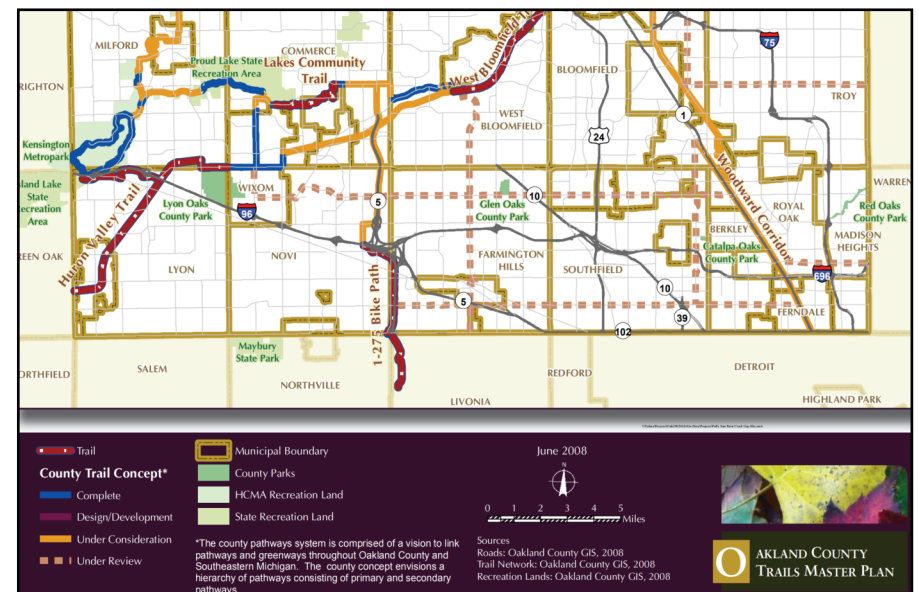 MILFORD
COMMERCE
Proud Lake State
Recreation Area
Lakes Community
Trail
West Bloomfield
BLOOMFIELD
75
RIGHTON
TROY
WEST
BLOOMFIELD
1
24
Kensington
Metropark
Woodward Corridor
sland Lake
State
Recreation
Area
WIXOM
Lyon Oaks
County Park
96
5
Glen Oaks
County Park
10
WARREN
ROYAL
OAK
Red Oaks
County Park
BERKLEY
MADISON
HEIGHTS
Catalpa Oaks
County Park
Huron Valley Trail
REEN OAK
LYON
NOVI
FARMINGTON
HILLS
SOUTHFIELD
696
10
5
39
FERNDALE
102
1-275 Bike Path
Maybury
State Park
ORTHFIELD
SALEM
NORTHVILLE
LIVONIA
REDFORD
DETROIT
HIGHLAND PARK
Trail
County Trail Concept*
Complete
Design/Development
Under Consideration
Under Review
Municipal Boundary
County Parks
HCMA Recreation Land
State Recreation Land
*The county pathways system is comprised of a vision to link
pathways and greenways throughout Oakland County and
Southeastern Michigan. The county concept envisions a
hierarchy of pathways consisting of primary and secondary
pathways
June 2008
N
0 1 2 3 4 5
Miles
Sources
Roads: Oakland County GIS, 2008
Trail Network: Oakland County GIS, 2008
Recreation Lands: Oakland County GIS, 2008
OAKLAND COUNTY
TRAILS MASTER PLAN